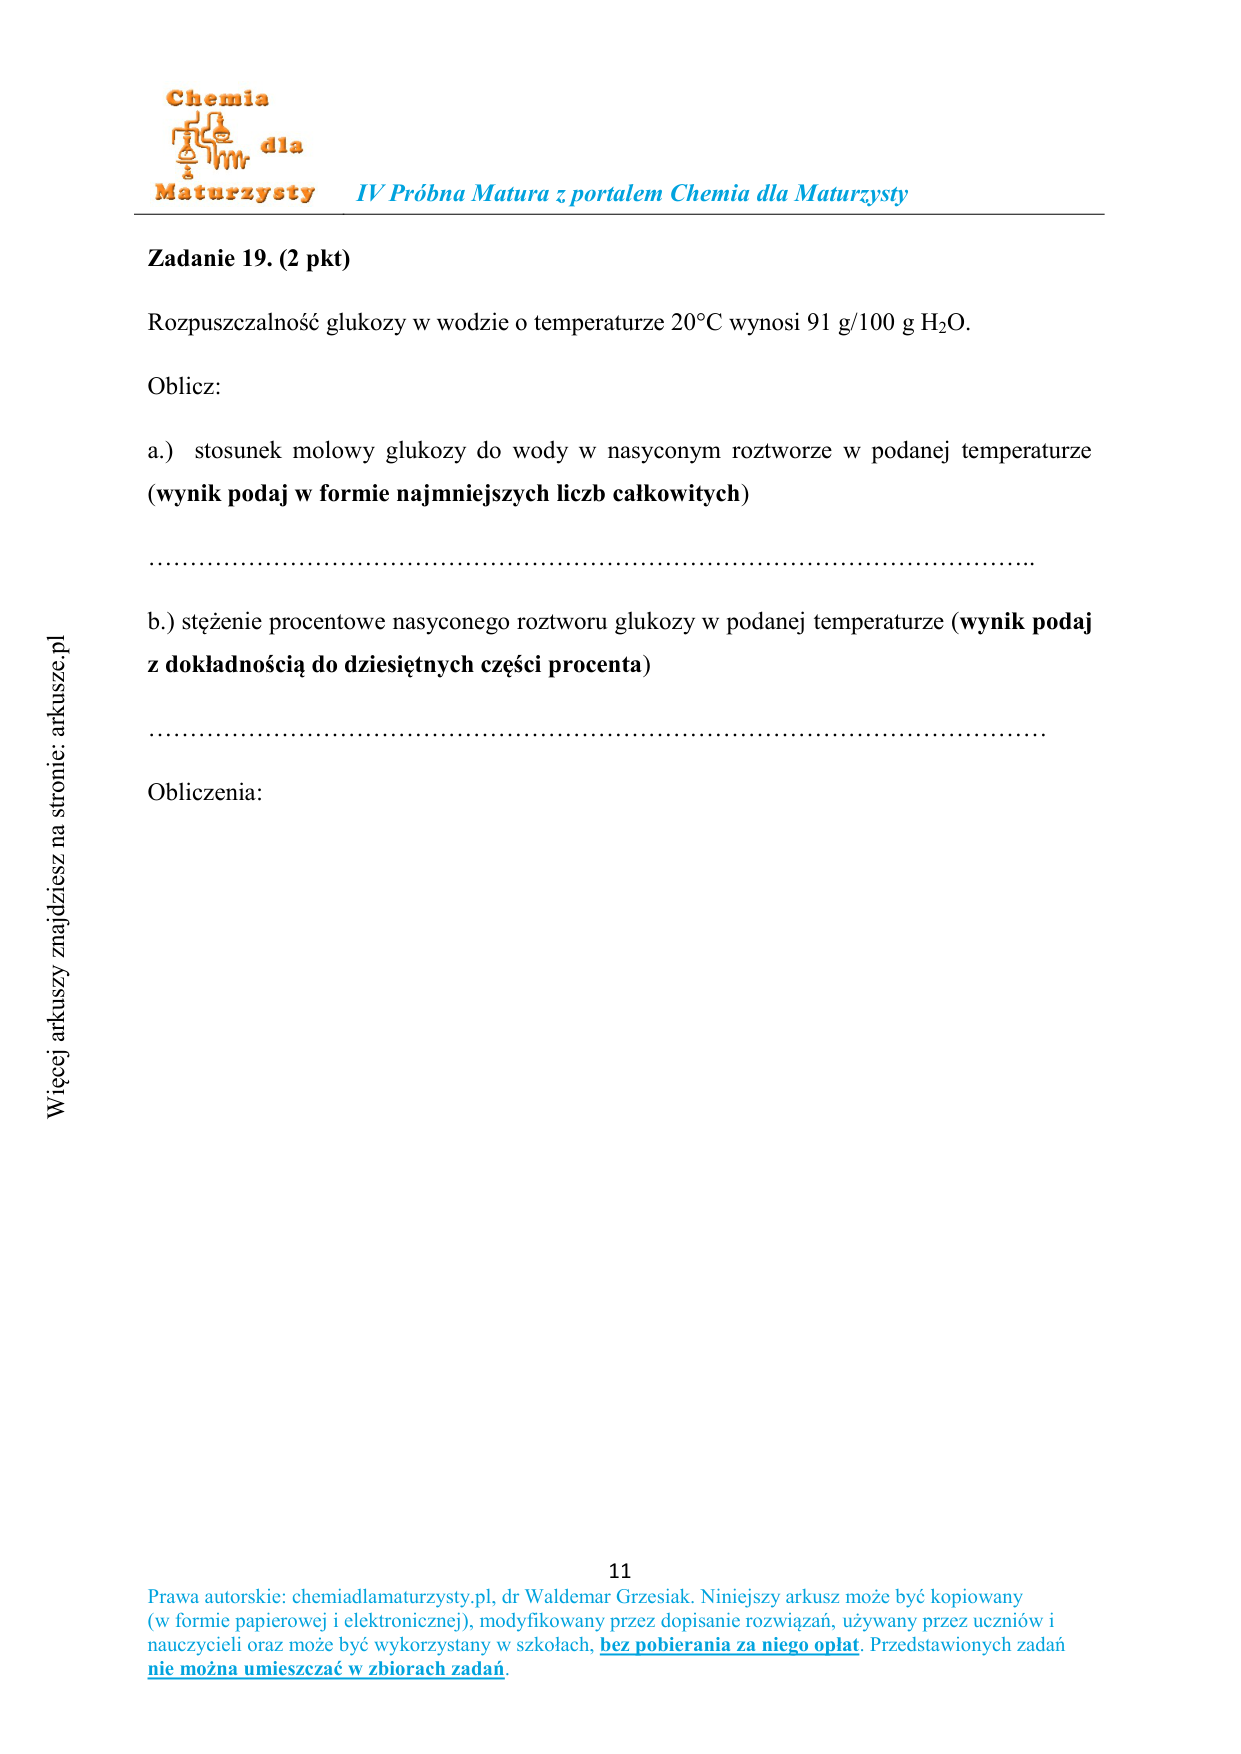 Chemia
dla
Maturzysty
IV Próbna Matura z portalem Chemia dla Maturzysty
Zadanie 19. (2 pkt)
Rozpuszczalność glukozy w wodzie o temperaturze 20°C wynosi 91 g/100 g H₂O.
Oblicz:
a.) stosunek molowy glukozy do wody w nasyconym roztworze w podanej temperaturze
(wynik podaj w formie najmniejszych liczb całkowitych)
…………………………………………………………………………………………..
b.) stężenie procentowe nasyconego roztworu glukozy w podanej temperaturze (wynik podaj
z dokładnością do dziesiętnych części procenta)
……………………………………………………………………………………………
Obliczenia:
Więcej arkuszy znajdziesz na stronie: arkusze.pl
11
Prawa autorskie: chemiadlamaturzysty.pl, dr Waldemar Grzesiak. Niniejszy arkusz może być kopiowany
(w formie papierowej i elektronicznej), modyfikowany przez dopisanie rozwiązań, używany przez uczniów i
nauczycieli oraz może być wykorzystany w szkołach, bez pobierania za niego opłat. Przedstawionych zadań
nie można umieszczać w zbiorach zadań.